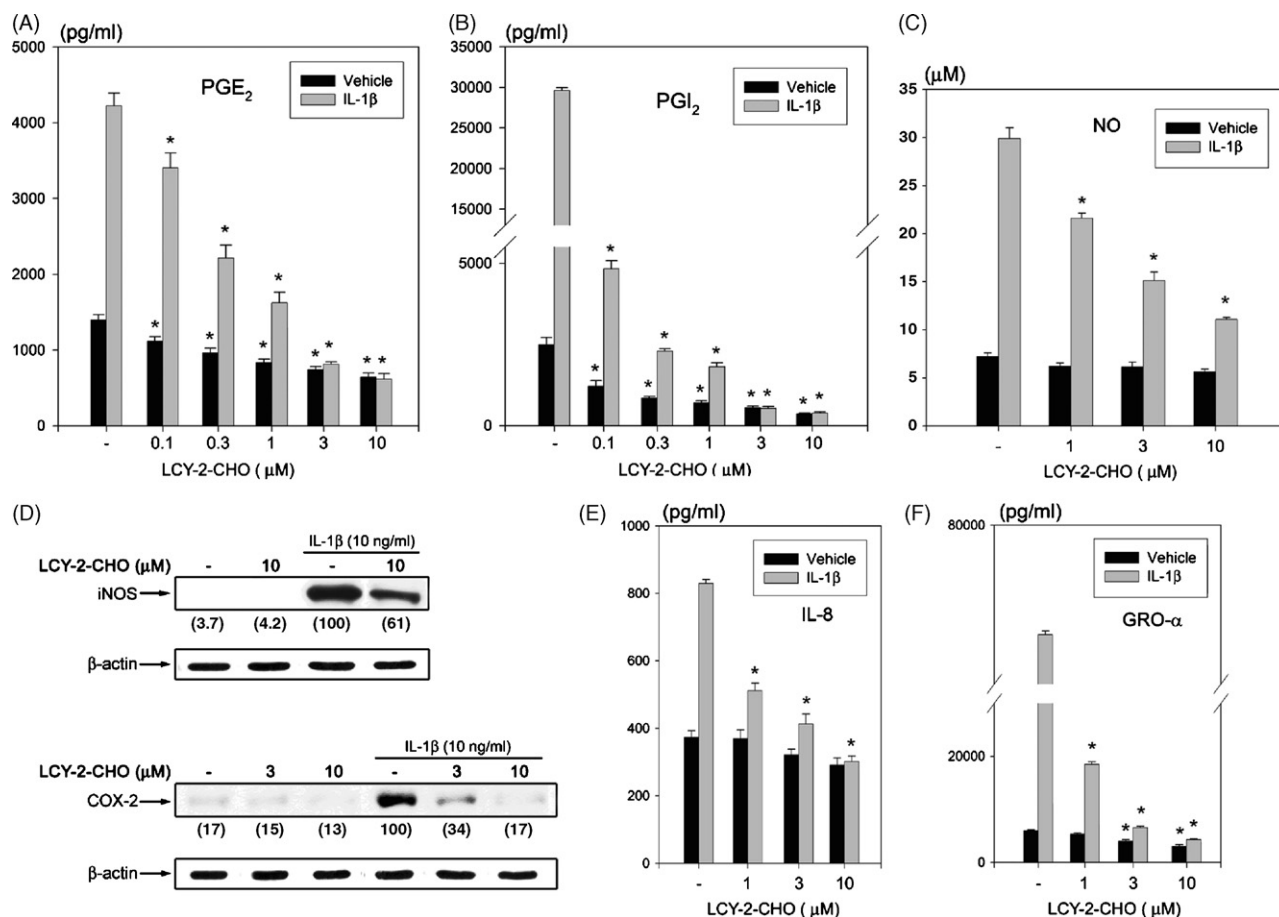 (A)
(pg/ml)
PGE2
Vehicle
IL-1β
5000
4000
3000
2000
1000
0
* * * * * * * * * *
- 0.1 0.3 1 3 10
LCY-2-CHO ( μM)
(B)
(pg/ml)
PGI2
Vehicle
IL-1β
35000
30000
25000
20000
15000
5000
0
* * * * * * * * * *
- 0.1 0.3 1 3 10
LCY-2-CHO ( μM)
(C)
(μM)
NO
Vehicle
IL-1β
35
30
25
20
15
10
5
0
* * *
- 1 3 10
LCY-2-CHO ( μM)
(D)
IL-1β (10 ng/ml)
LCY-2-CHO (μM) - 10 - 10
iNOS
(3.7) (4.2) (100) (61)
β-actin
IL-1β (10 ng/ml)
LCY-2-CHO (μM) - 3 10 - 3 10
COX-2
(17) (15) (13) (100) (34) (17)
β-actin
(E)
(pg/ml)
Vehicle
IL-1β
IL-8
1000
800
600
400
200
0
* * *
- 1 3 10
LCY-2-CHO ( μM)
(F)
(pg/ml)
Vehicle
IL-1β
GRO-α
80000
20000
0
* * * * *
- 1 3 10
LCY-2-CHO ( μM)